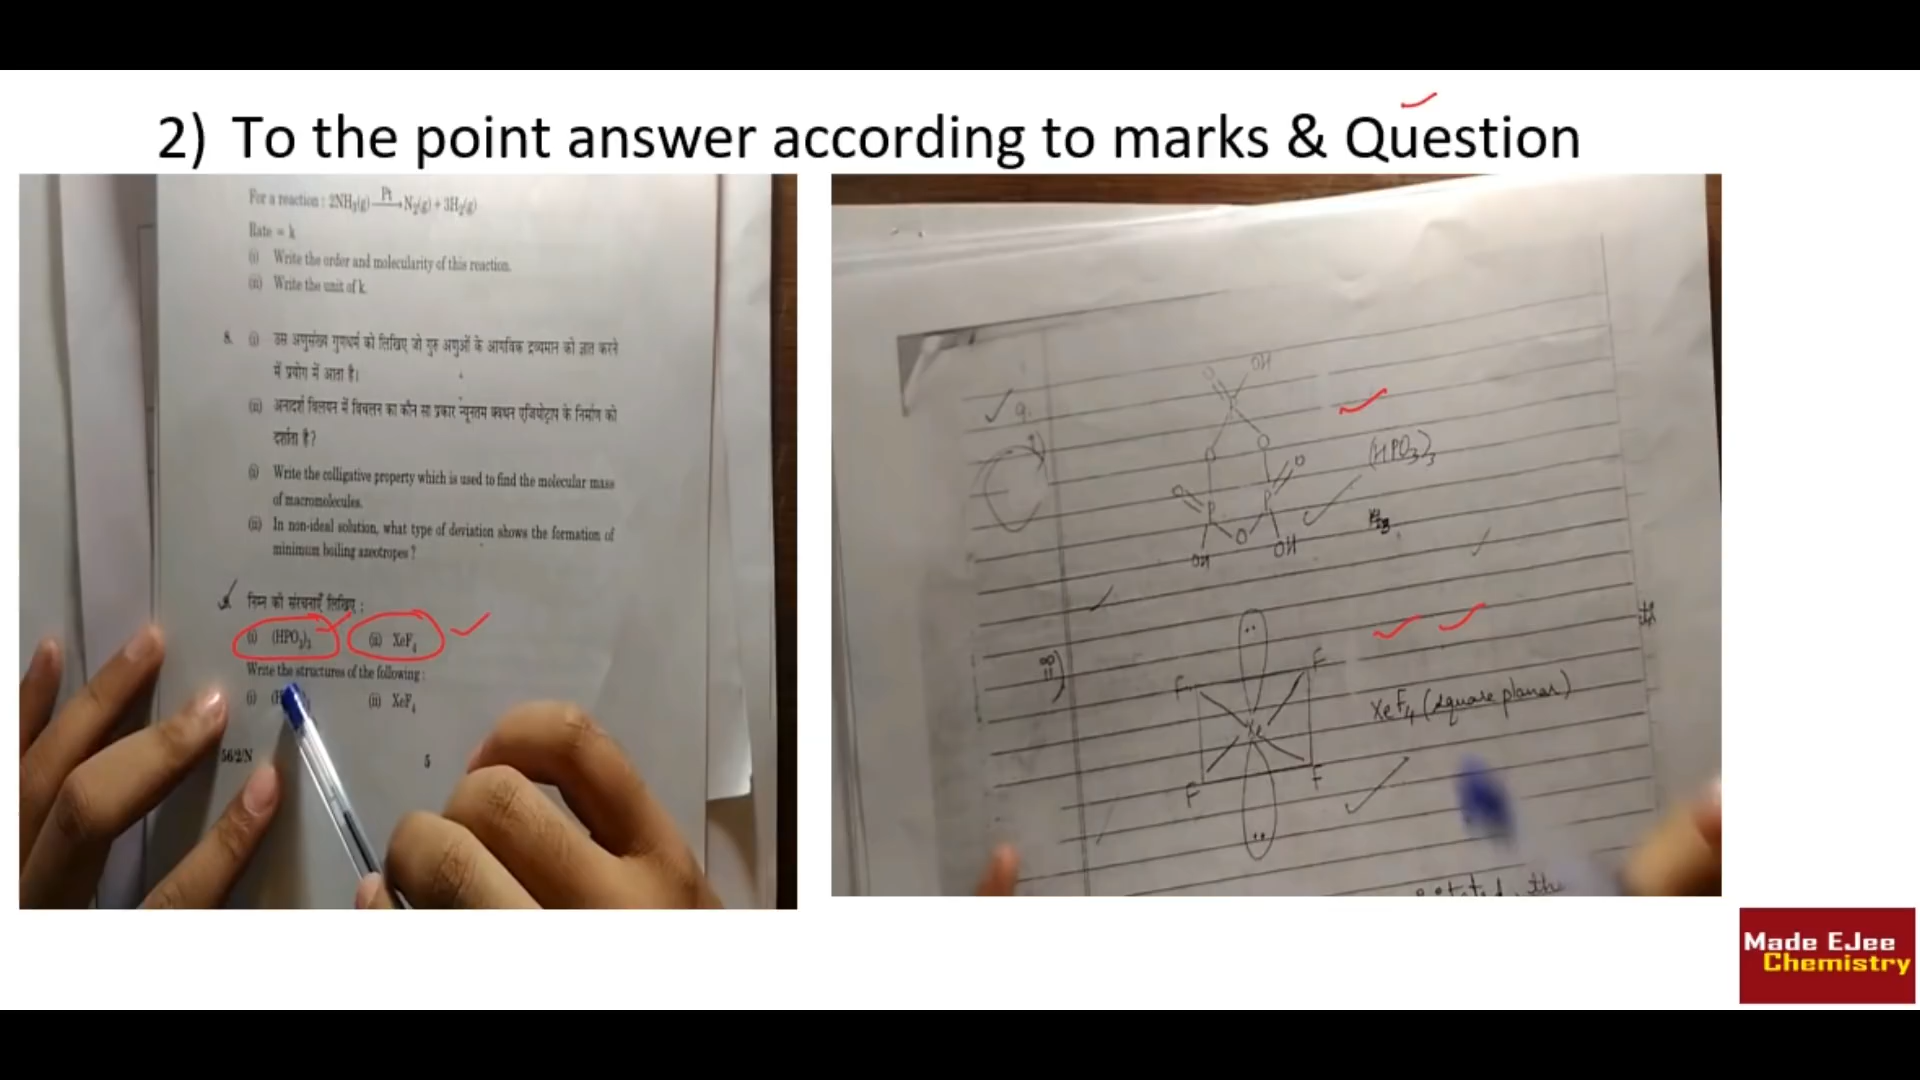 2) To the point answer according to marks & Question
For a reaction : 2NH₃(g) Pt→ N₂(g) + 3H₂(g)
Rate = k
(i) Write the order and molecularity of this reaction.
(ii) Write the unit of k.
8. (i) उस अणुसंख्य गुणधर्म को लिखिए जो गुरु अणुओं के आणविक द्रव्यमान को ज्ञात करने
में प्रयोग में आता है।
(ii) अनादर्श विलयन में विचलन का कौन सा प्रकार न्यूनतम क्वथन एज़ियोट्रोप के निर्माण को
दर्शाता है?
(i) Write the colligative property which is used to find the molecular mass
of macromolecules.
(ii) In non-ideal solution, what type of deviation shows the formation of
minimum boiling azeotropes ?
निम्न की संरचनाएँ लिखिए :
(i) (HPO₃)₃ (ii) XeF₄
Write the structures of the following :
(i) (H (ii) XeF₄
56/2/N 5
9.
i)
O OH
P
O O
O P P O
OH O OH
(HPO₃)₃
ii)
F F
Xe
F F
XeF₄ (square planar)
the
Made EJee
Chemistry